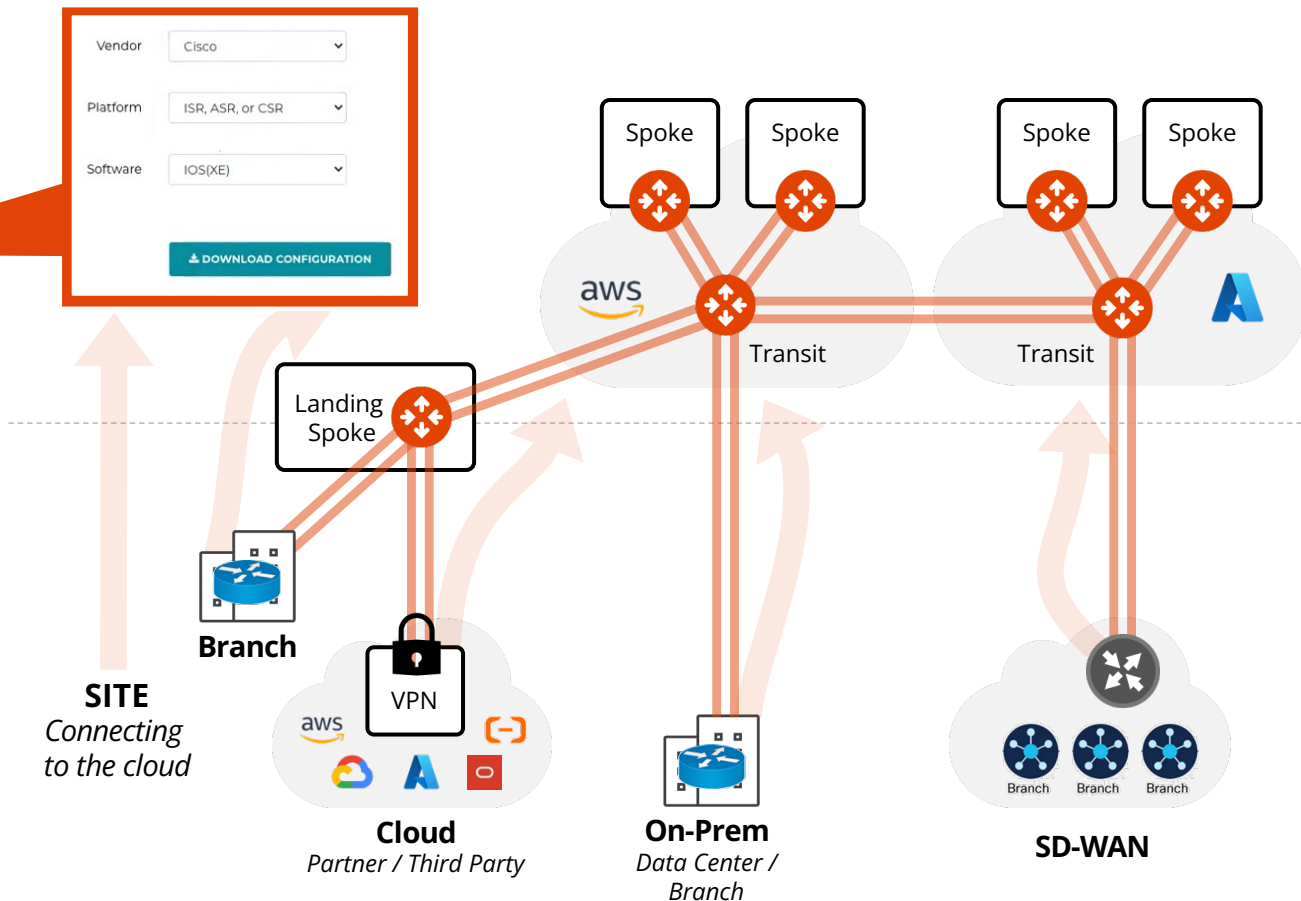 Vendor
Cisco
Platform
ISR, ASR, or CSR
Software
IOS(XE)
DOWNLOAD CONFIGURATION
Spoke
Spoke
Spoke
Spoke
aws
Transit
Transit
Landing
Spoke
Branch
SITE
Connecting
to the cloud
VPN
aws
Cloud
Partner / Third Party
On-Prem
Data Center /
Branch
Branch
Branch
Branch
SD-WAN